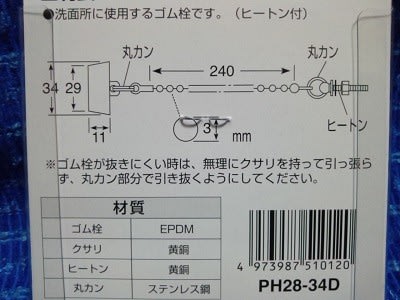 ●洗面所に使用するゴム栓です。（ヒートン付）
丸カン
240
丸カン
34
29
11
3
mm
ヒートン
※ゴム栓が抜きにくい時は、無理にクサリを持って引っ張ら
ず、丸カン部分で引き抜くようにしてください。
材質
ゴム栓 EPDM
クサリ 黄銅
ヒートン 黄銅
丸カン ステンレス鋼
4 973987 510120
PH28-34D